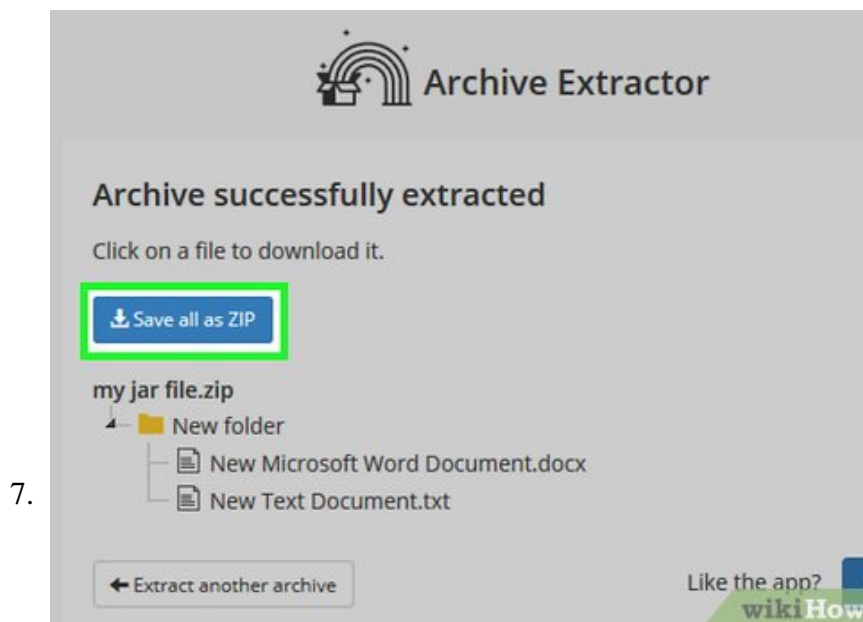 Archive Extractor
Archive successfully extracted
Click on a file to download it.
Save all as ZIP
my jar file.zip
New folder
New Microsoft Word Document.docx
7.
New Text Document.txt
Extract another archive
Like the app?
wikiHow